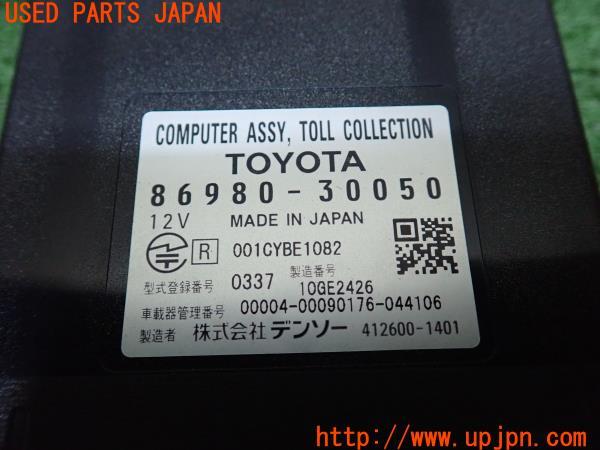 USED PARTS JAPAN
COMPUTER ASSY, TOLL COLLECTION
TOYOTA
86980-30050
12V MADE IN JAPAN
R 001CYBE1082
型式登録番号 0337 製造番号 10GE2426
車載器管理番号 00004-00090176-044106
製造者 株式会社デンソー 412600-1401
http://www.upjpn.com